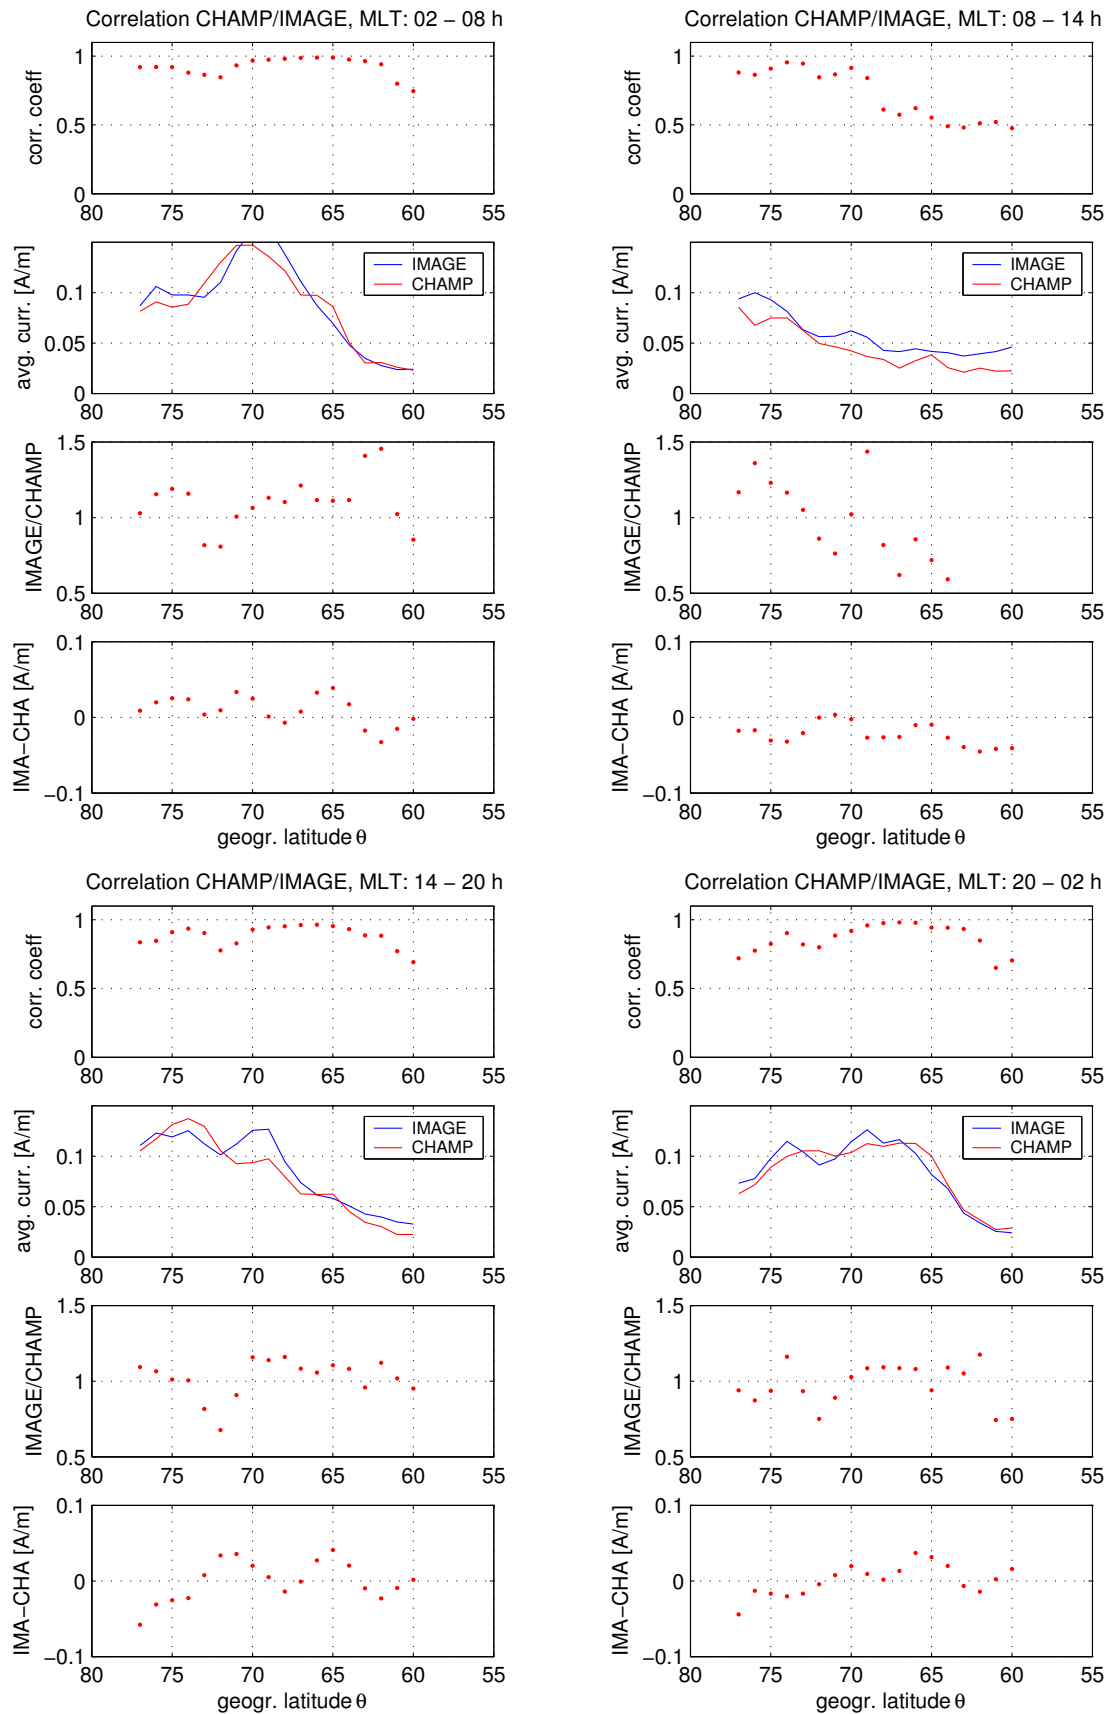 Correlation CHAMP/IMAGE, MLT: 02 − 08 h
corr. coeff
1
0.5
0
80 75 70 65 60 55
avg. curr. [A/m]
0.1
0.05
0
IMAGE
CHAMP
80 75 70 65 60 55
IMAGE/CHAMP
1.5
1
0.5
80 75 70 65 60 55
IMA−CHA [A/m]
0.1
0
−0.1
80 75 70 65 60 55
geogr. latitude θ
Correlation CHAMP/IMAGE, MLT: 08 − 14 h
corr. coeff
1
0.5
0
80 75 70 65 60 55
avg. curr. [A/m]
0.1
0.05
0
IMAGE
CHAMP
80 75 70 65 60 55
IMAGE/CHAMP
1.5
1
0.5
80 75 70 65 60 55
IMA−CHA [A/m]
0.1
0
−0.1
80 75 70 65 60 55
geogr. latitude θ
Correlation CHAMP/IMAGE, MLT: 14 − 20 h
corr. coeff
1
0.5
0
80 75 70 65 60 55
avg. curr. [A/m]
0.1
0.05
0
IMAGE
CHAMP
80 75 70 65 60 55
IMAGE/CHAMP
1.5
1
0.5
80 75 70 65 60 55
IMA−CHA [A/m]
0.1
0
−0.1
80 75 70 65 60 55
geogr. latitude θ
Correlation CHAMP/IMAGE, MLT: 20 − 02 h
corr. coeff
1
0.5
0
80 75 70 65 60 55
avg. curr. [A/m]
0.1
0.05
0
IMAGE
CHAMP
80 75 70 65 60 55
IMAGE/CHAMP
1.5
1
0.5
80 75 70 65 60 55
IMA−CHA [A/m]
0.1
0
−0.1
80 75 70 65 60 55
geogr. latitude θ